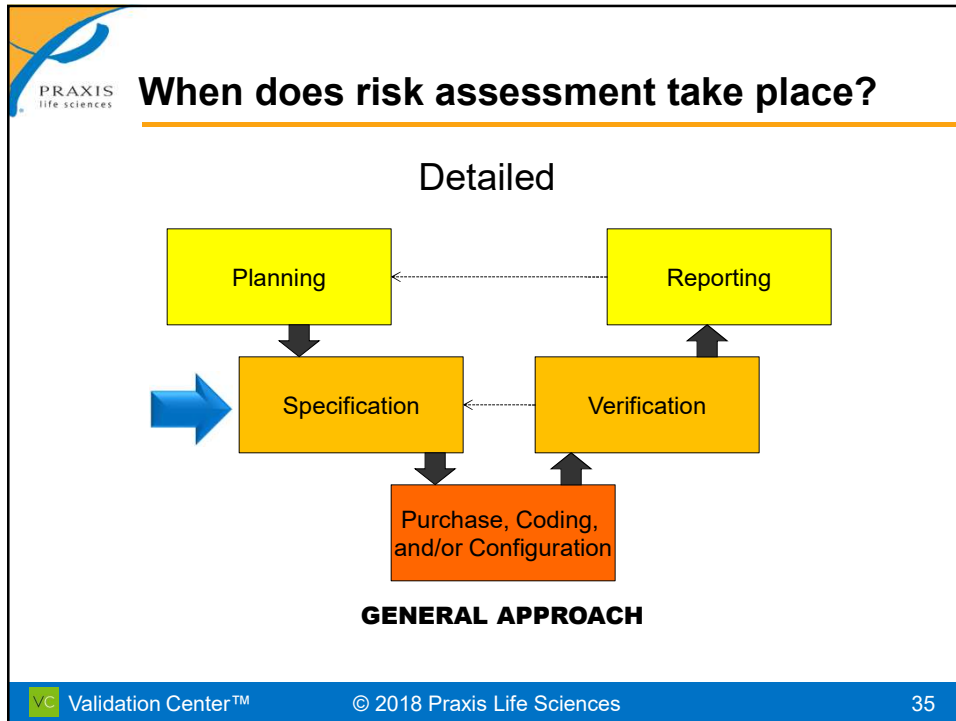 PRAXIS
life sciences
When does risk assessment take place?
Detailed
Planning
Reporting
Specification
Verification
Purchase, Coding,
and/or Configuration
GENERAL APPROACH
VC Validation Center™ © 2018 Praxis Life Sciences 35